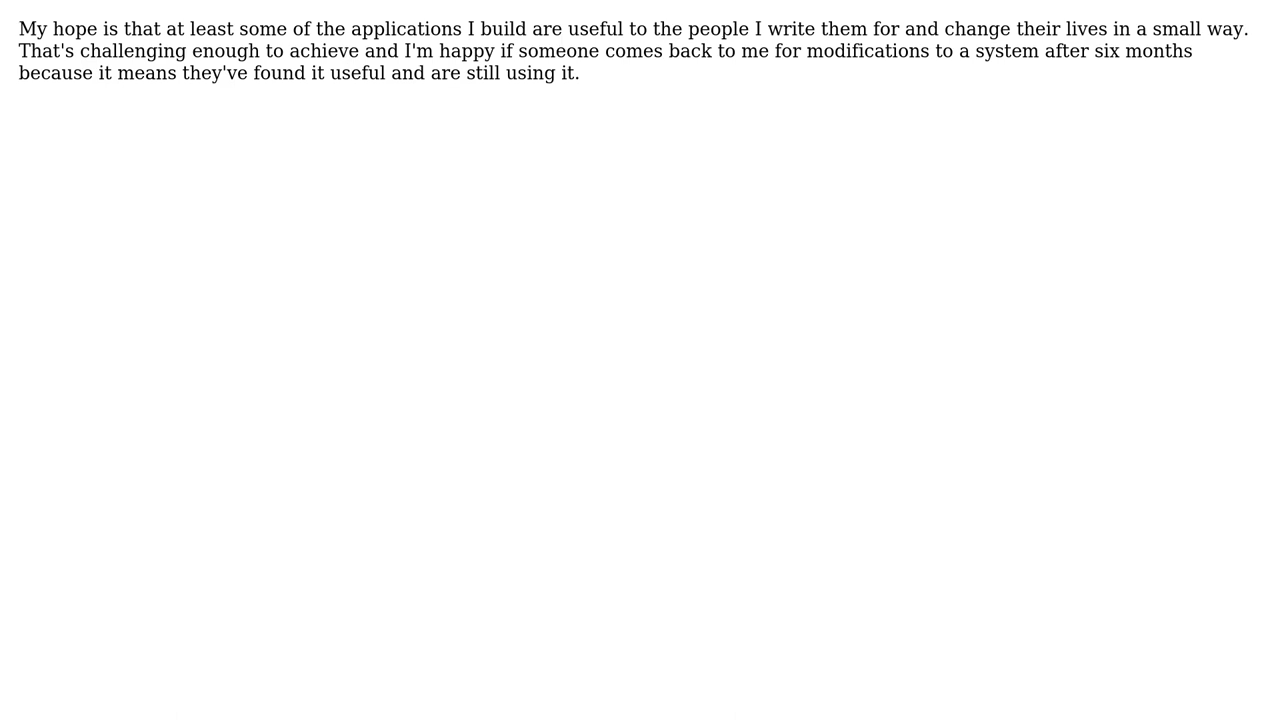 My hope is that at least some of the applications I build are useful to the people I write them for and change their lives in a small way.
That's challenging enough to achieve and I'm happy if someone comes back to me for modifications to a system after six months
because it means they've found it useful and are still using it.